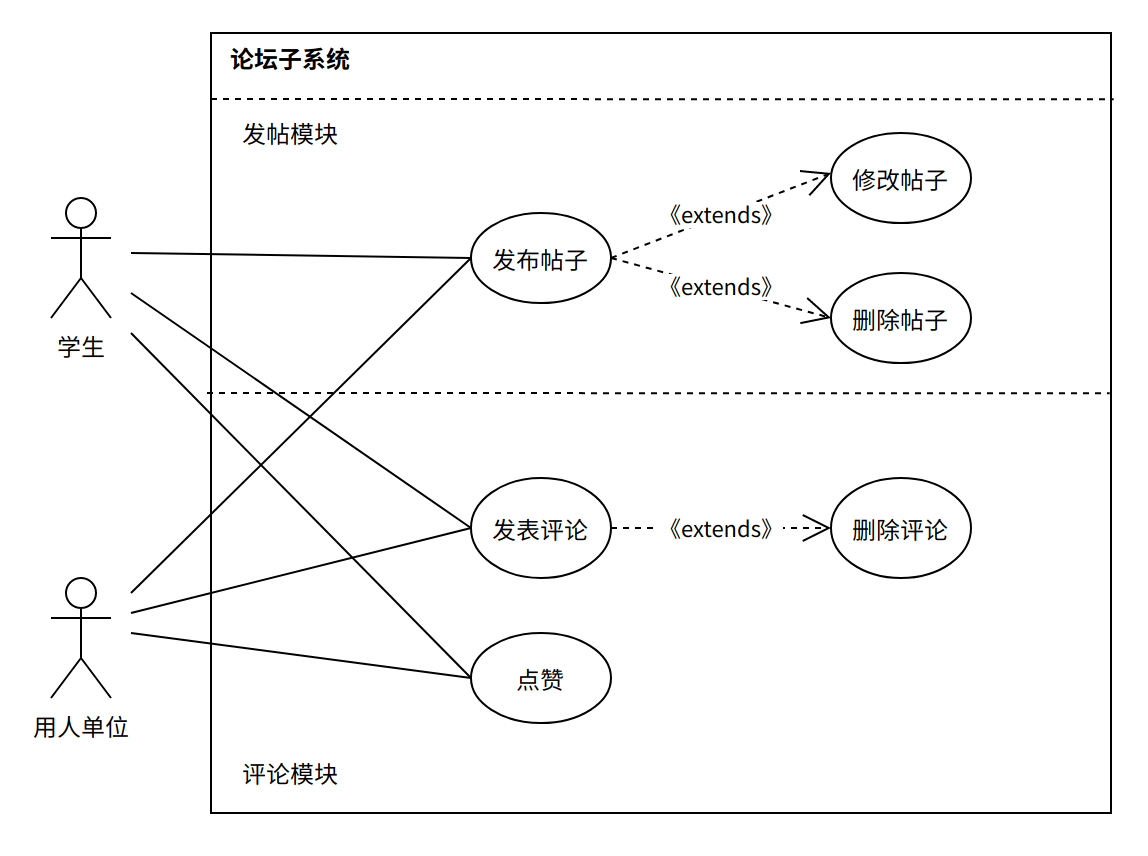 论坛子系统
发帖模块
修改帖子
《extends》
发布帖子
《extends》
删除帖子
学生
发表评论
《extends》
删除评论
点赞
用人单位
评论模块